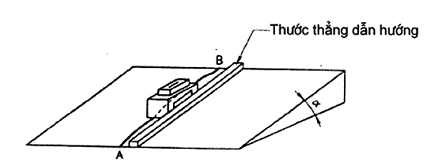 Thước thẳng dẫn hướng
B
α
A